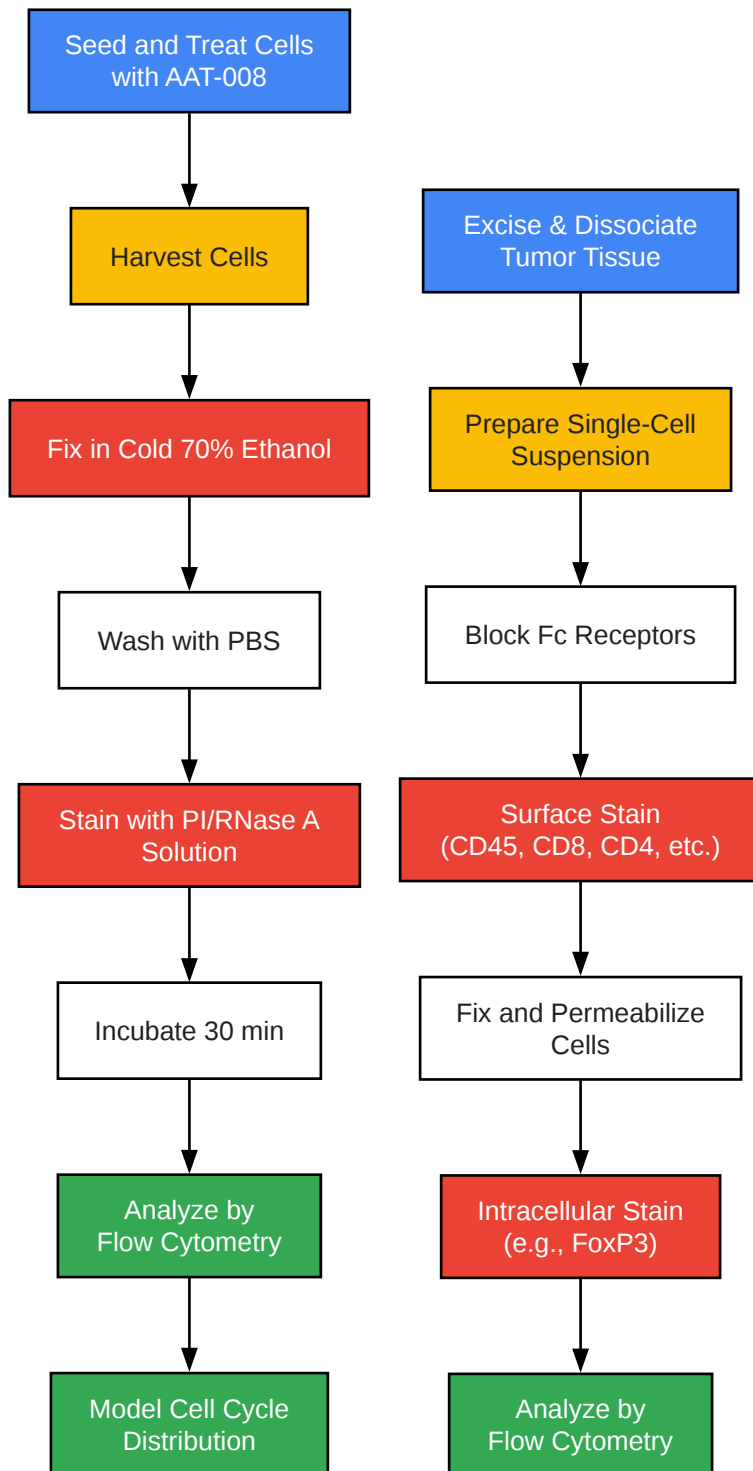 Seed and Treat Cells
with AAT-008
Harvest Cells
Fix in Cold 70% Ethanol
Wash with PBS
Stain with PI/RNase A
Solution
Incubate 30 min
Analyze by
Flow Cytometry
Model Cell Cycle
Distribution
Excise & Dissociate
Tumor Tissue
Prepare Single-Cell
Suspension
Block Fc Receptors
Surface Stain
(CD45, CD8, CD4, etc.)
Fix and Permeabilize
Cells
Intracellular Stain
(e.g., FoxP3)
Analyze by
Flow Cytometry